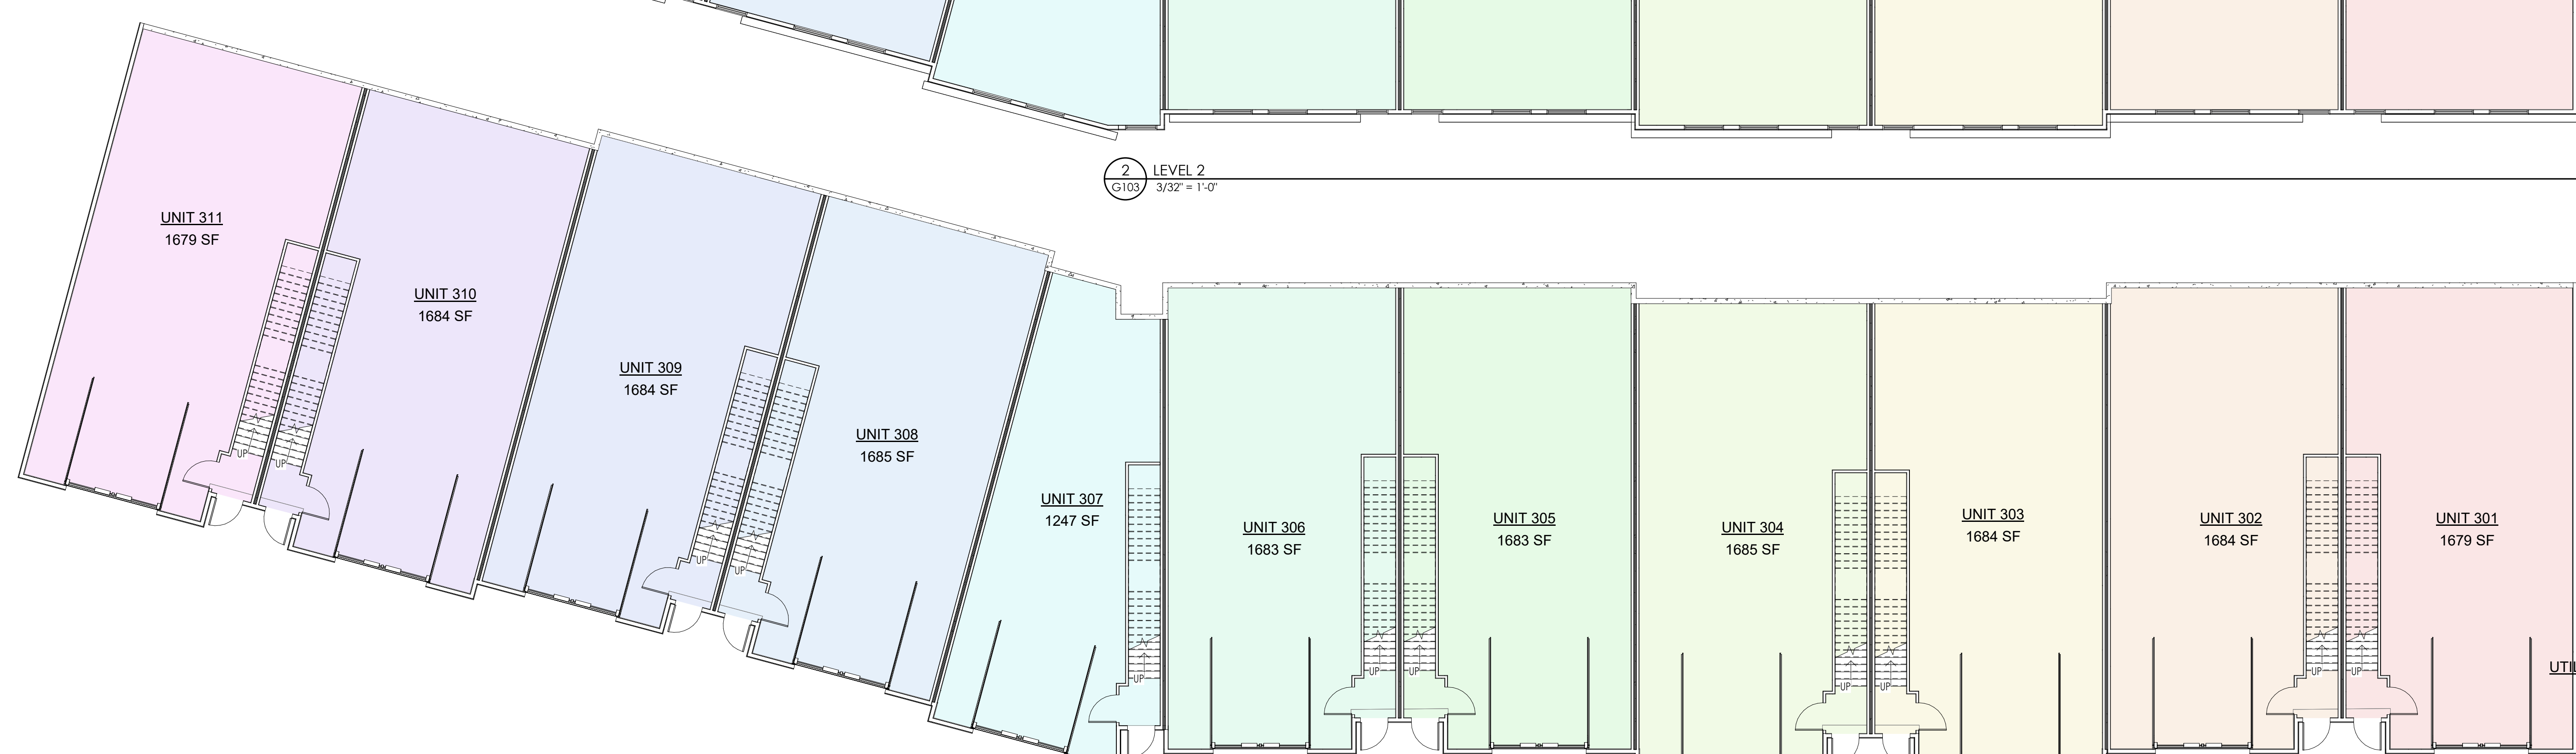 2
G103
LEVEL 2
3/32" = 1'-0"
UNIT 311
1679 SF
UP
UP
UNIT 310
1684 SF
UNIT 309
1684 SF
UP
UP
UNIT 308
1685 SF
UNIT 307
1247 SF
UP
UNIT 306
1683 SF
UP
UP
UNIT 305
1683 SF
UNIT 304
1685 SF
UP
UP
UNIT 303
1684 SF
UNIT 302
1684 SF
UP
UP
UNIT 301
1679 SF